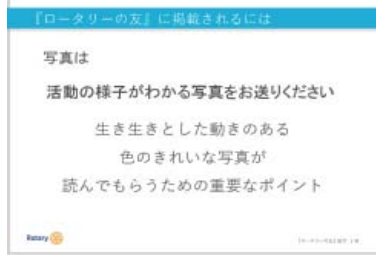 『ロータリーの友』に掲載されるには
写真は
活動の様子がわかる写真をお送りください
生き生きとした動きのある
色のきれいな写真が
読んでもらうための重要なポイント
Rotary